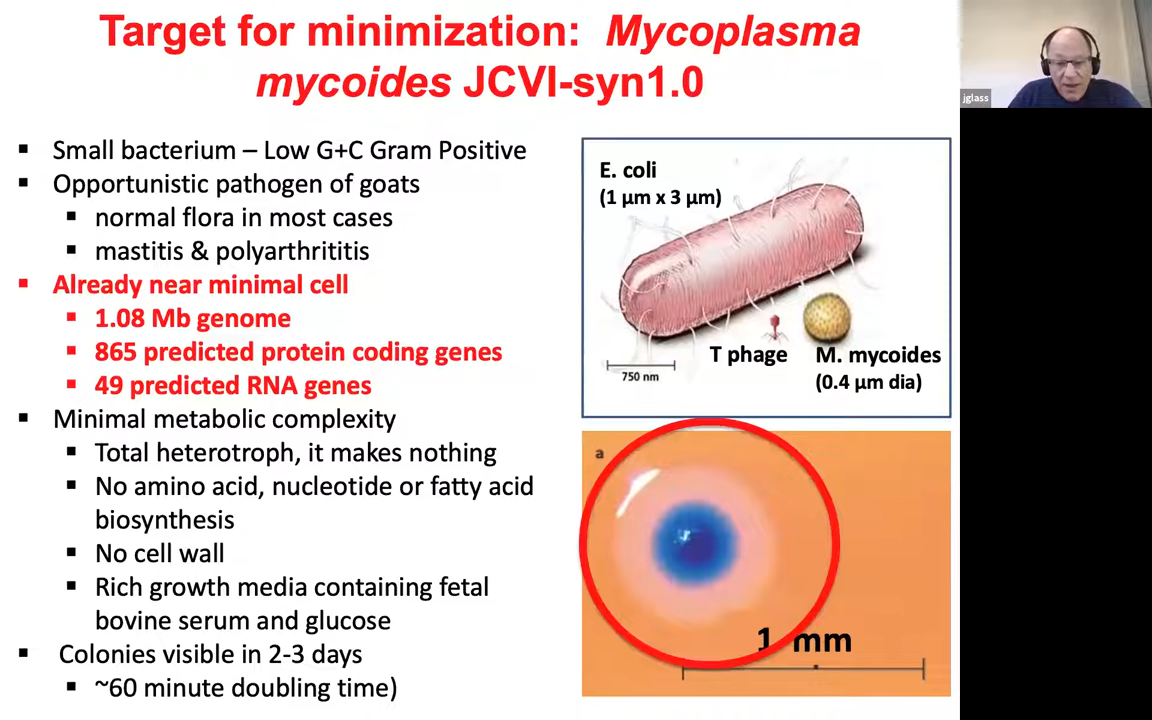 Target for minimization: Mycoplasma
mycoides JCVI-syn1.0
jglass
▪ Small bacterium – Low G+C Gram Positive
▪ Opportunistic pathogen of goats
▪ normal flora in most cases
▪ mastitis & polyarthrititis
▪ Already near minimal cell
▪ 1.08 Mb genome
▪ 865 predicted protein coding genes
▪ 49 predicted RNA genes
▪ Minimal metabolic complexity
▪ Total heterotroph, it makes nothing
▪ No amino acid, nucleotide or fatty acid
biosynthesis
▪ No cell wall
▪ Rich growth media containing fetal
bovine serum and glucose
▪ Colonies visible in 2-3 days
▪ ~60 minute doubling time)
E. coli
(1 µm x 3 µm)
T phage
M. mycoides
(0.4 µm dia)
750 nm
a
1 mm